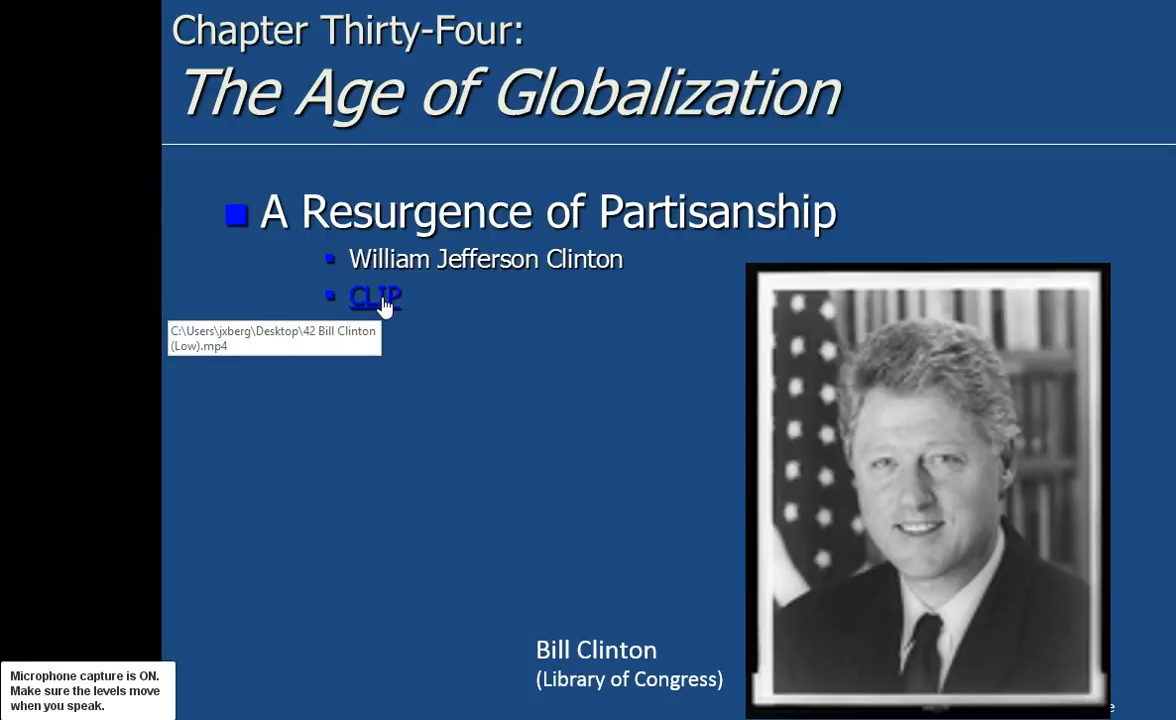 Chapter Thirty-Four:
The Age of Globalization
A Resurgence of Partisanship
William Jefferson Clinton
CLIP
C:\Users\jxberg\Desktop\42 Bill Clinton
(Low).mp4
Bill Clinton
(Library of Congress)
Microphone capture is ON.
Make sure the levels move
when you speak.